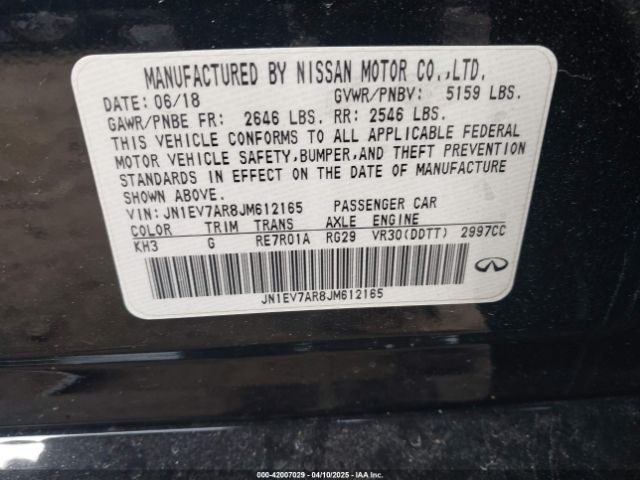 MANUFACTURED BY NISSAN MOTOR CO.,LTD.
DATE: 06/18 GVWR/PNBV: 5159 LBS.
GAWR/PNBE FR: 2646 LBS. RR: 2546 LBS.
THIS VEHICLE CONFORMS TO ALL APPLICABLE FEDERAL
MOTOR VEHICLE SAFETY,BUMPER,AND THEFT PREVENTION
STANDARDS IN EFFECT ON THE DATE OF MANUFACTURE
SHOWN ABOVE.
VIN: JN1EV7AR8JM612165 PASSENGER CAR
COLOR TRIM TRANS AXLE ENGINE
KH3 G RE7R01A RG29 VR30(DDTT) 2997CC
JN1EV7AR8JM612165
000-42007029 - 04/10/2025 - IAAI.COM